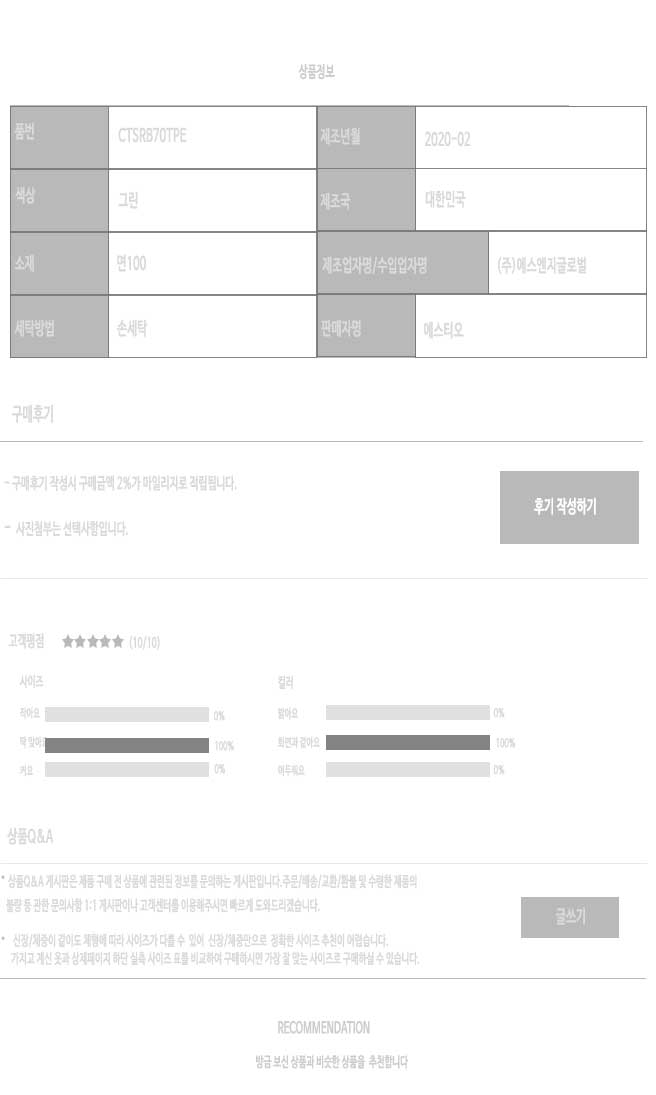 상품정보
품번 CTSRB70TPE 제조년월 2020-02
색상 그린 제조국 대한민국
소재 면100 제조업자명/수입업자명 (주)에스엔지글로벌
세탁방법 손세탁 판매자명 에스티오
구매후기
- 구매후기 작성시 구매금액 2%가 마일리지로 적립됩니다.
후기 작성하기
- 사진첨부는 선택사항입니다.
고객평점 ★★★★★ (10/10)
사이즈 컬러
작아요 0% 밝아요 0%
딱 맞아요 100% 화면과 같아요 100%
커요 0% 어두워요 0%
상품Q&A
• 상품Q&A 게시판은 제품 구매 전 상품에 관련된 정보를 문의하는 게시판입니다.주문/배송/교환/환불 및 수령한 제품의
불량 등 관한 문의사항 1:1 게시판이나 고객센터를 이용해주시면 빠르게 도와드리겠습니다.
글쓰기
• 신장/체중이 같아도 체형에 따라 사이즈가 다를 수 있어 신장/체중만으로 정확한 사이즈 추천이 어렵습니다.
가지고 계신 옷과 상세페이지 하단 실측 사이즈 표를 비교하여 구매하시면 가장 잘 맞는 사이즈로 구매하실 수 있습니다.
RECOMMENDATION
방금 보신 상품과 비슷한 상품을 추천합니다